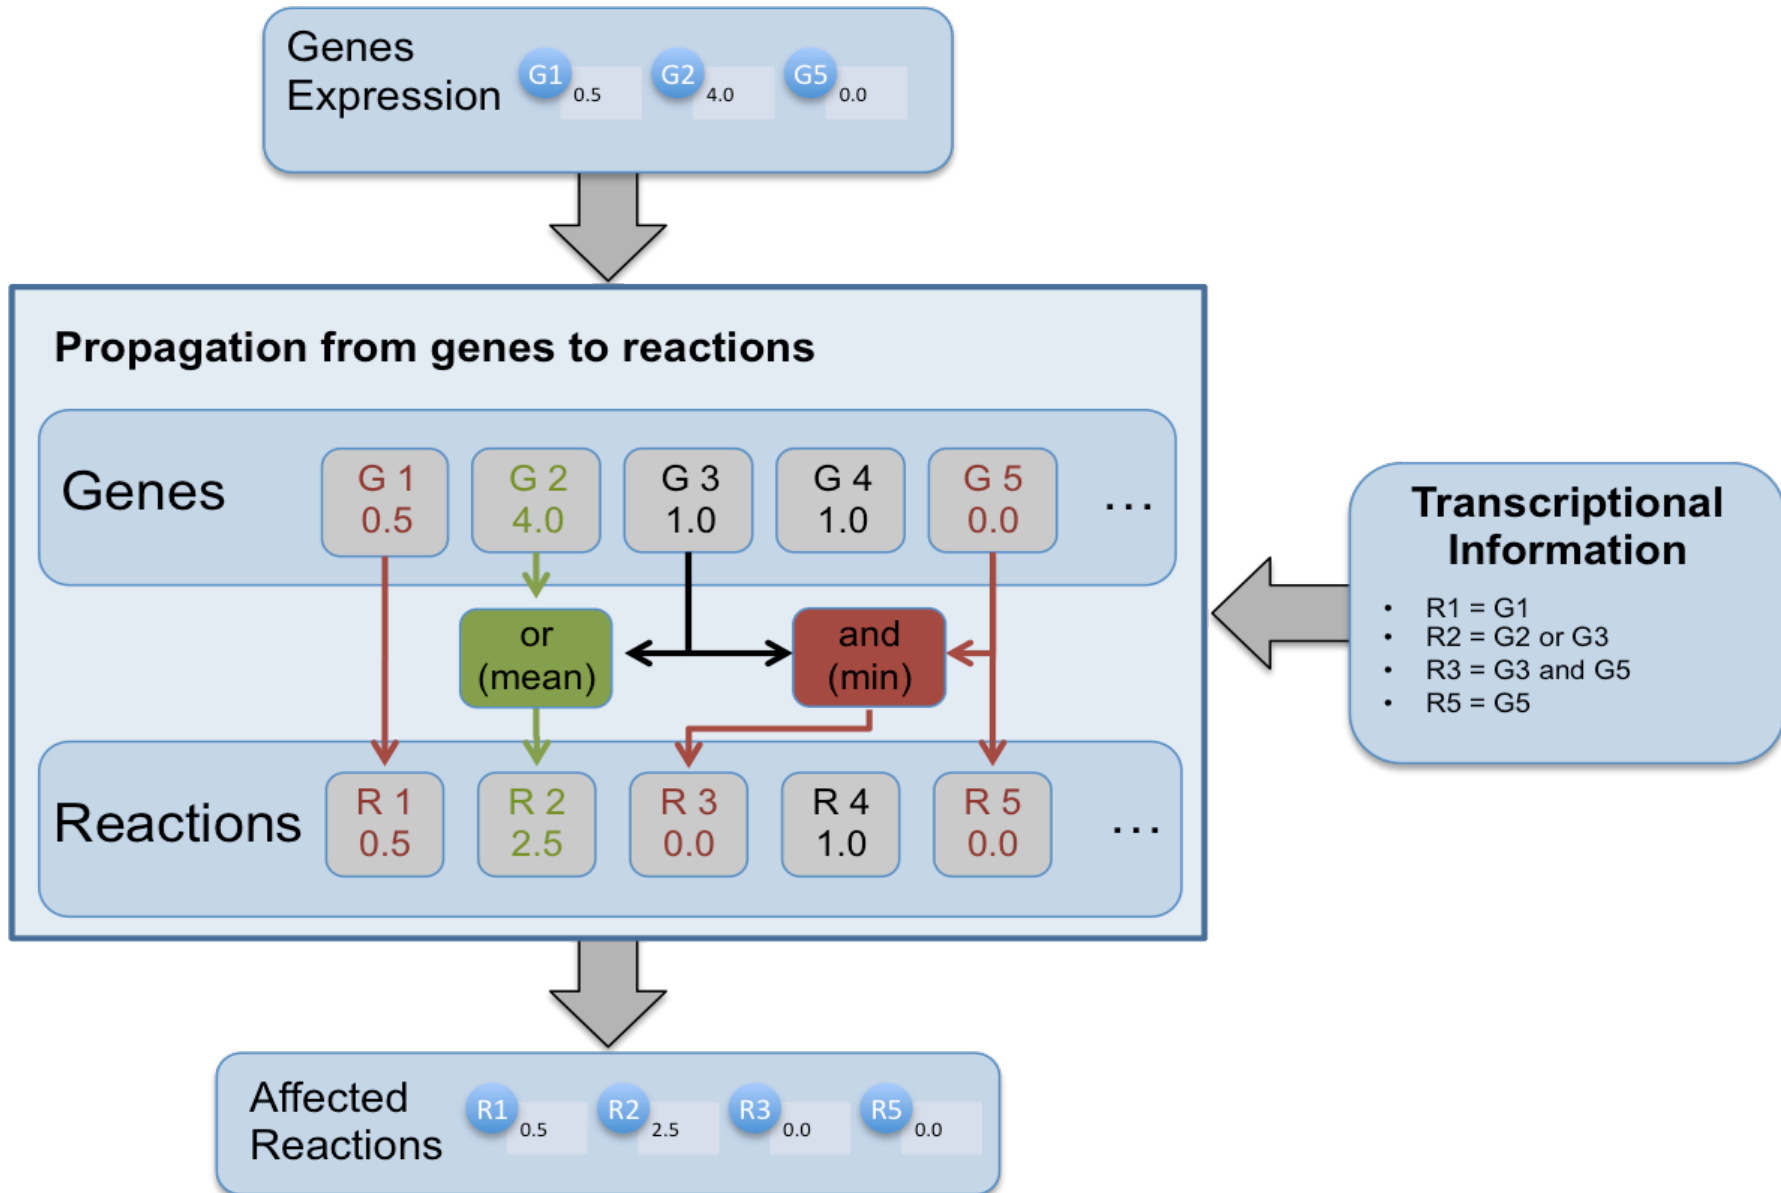 Genes
Expression
G1 0.5 G2 4.0 G5 0.0
Propagation from genes to reactions
Genes
G 1 G 2 G 3 G 4 G 5
0.5 4.0 1.0 1.0 0.0 ...
or and
(mean) (min)
Reactions
R 1 R 2 R 3 R 4 R 5
0.5 2.5 0.0 1.0 0.0 ...
Transcriptional
Information
• R1 = G1
• R2 = G2 or G3
• R3 = G3 and G5
• R5 = G5
Affected
Reactions
R1 0.5 R2 2.5 R3 0.0 R5 0.0